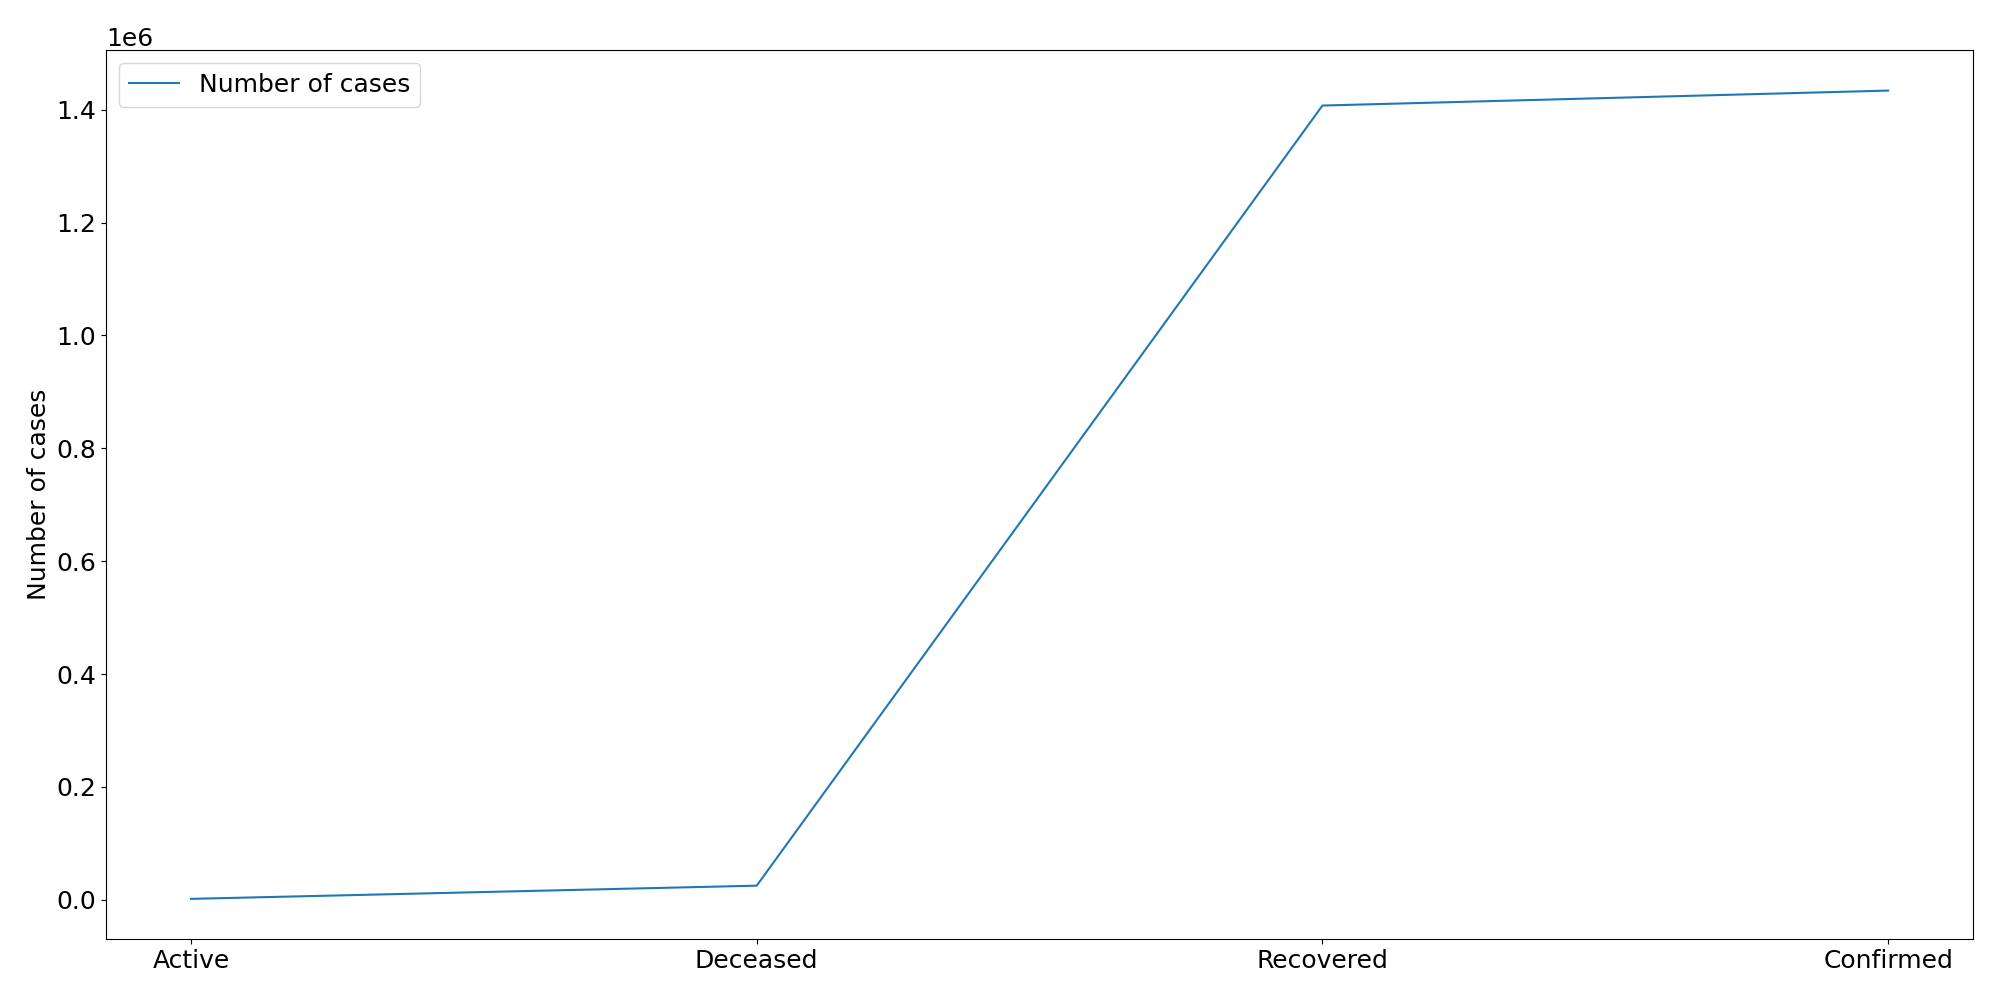 1e6
Number of cases
1.4
1.2
1.0
0.8
0.6
0.4
0.2
0.0
Number of cases
Active Deceased Recovered Confirmed